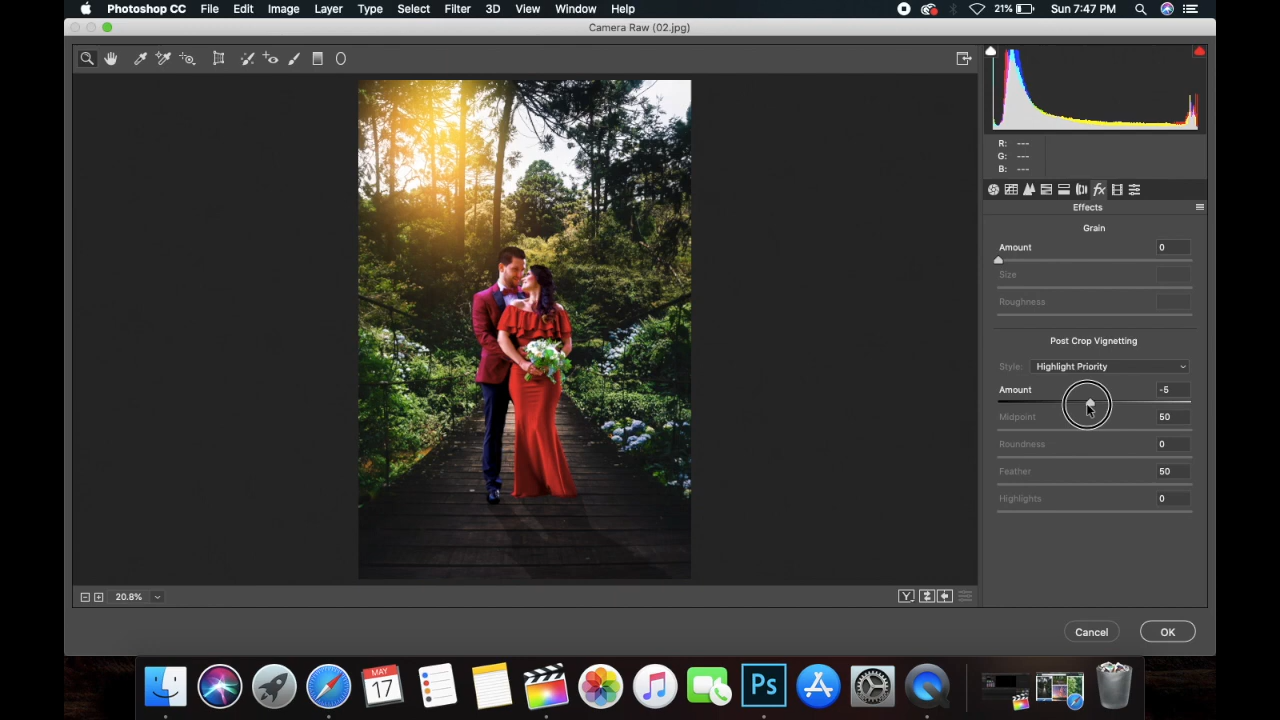 Photoshop CC File Edit Image Layer Type Select Filter 3D View Window Help 21% Sun 7:47 PM
Camera Raw (02.jpg)
R: ---
G: ---
B: ---
fx
Effects
Grain
Amount 0
Size
Roughness
Post Crop Vignetting
Style: Highlight Priority
Amount -5
Midpoint 50
Roundness 0
Feather 50
Highlights 0
20.8% Y
Cancel OK
MAY
17
Ps